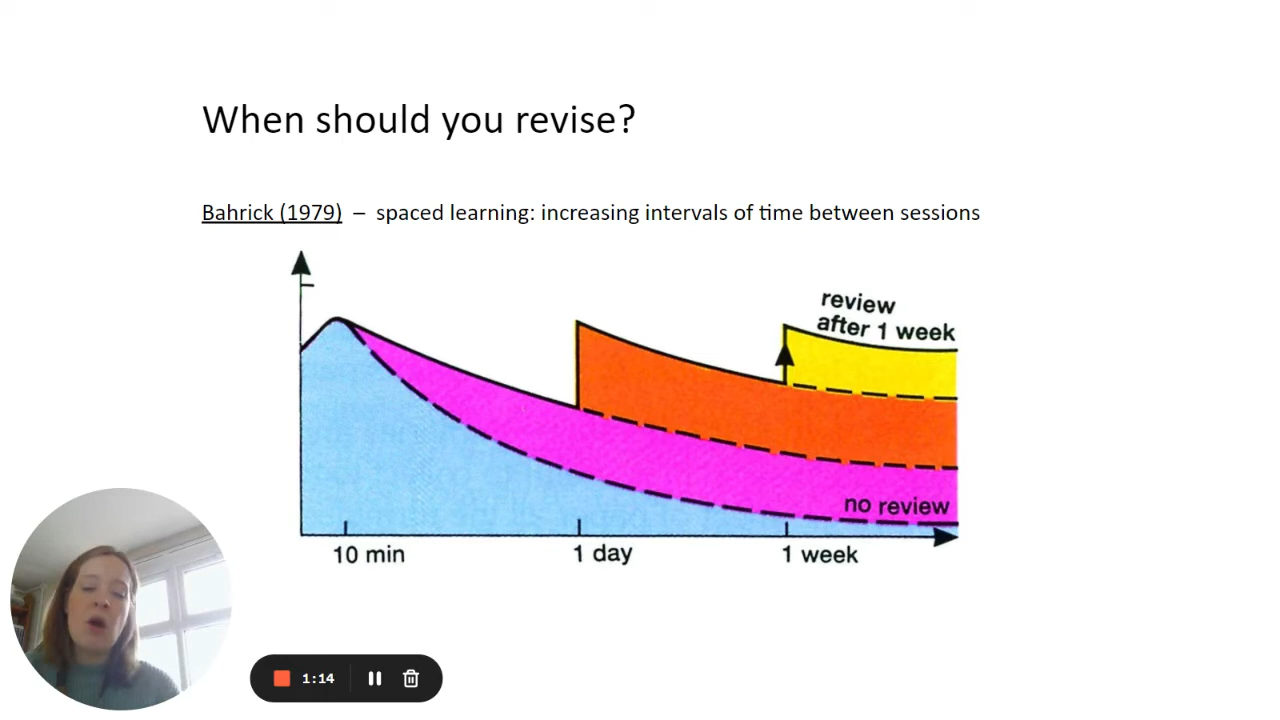 When should you revise?
Bahrick (1979) – spaced learning: increasing intervals of time between sessions
review
after 1 week
no review
10 min
1 day
1 week
1:14